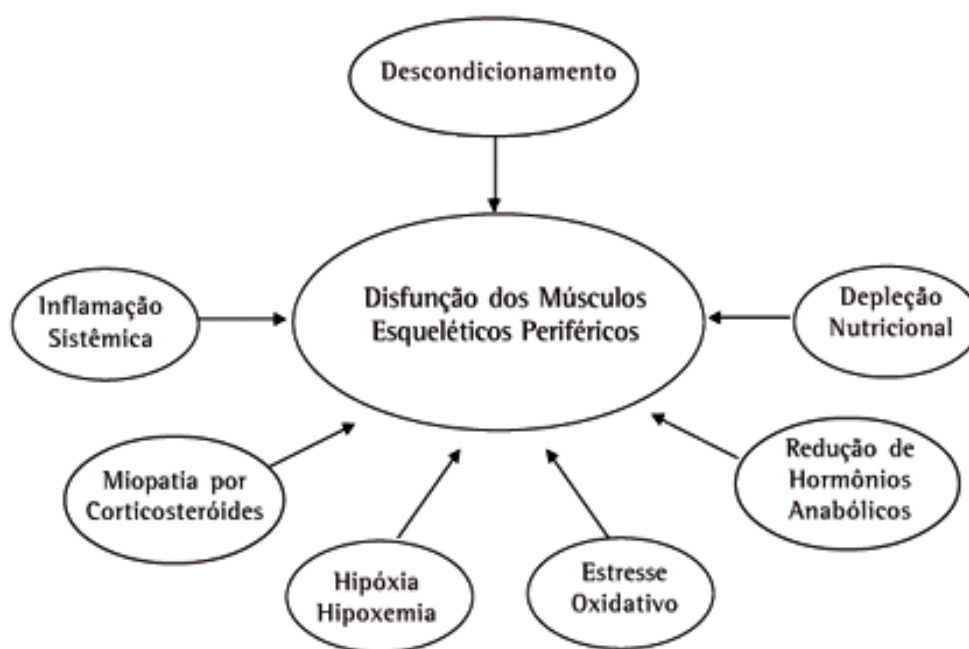 Descondicionamento
Disfunção dos Músculos
Esqueléticos Periféricos
Inflamação
Sistêmica
Depleção
Nutricional
Miopatia por
Corticosteróides
Redução de
Hormônios
Anabólicos
Hipóxia
Hipoxemia
Estresse
Oxidativo